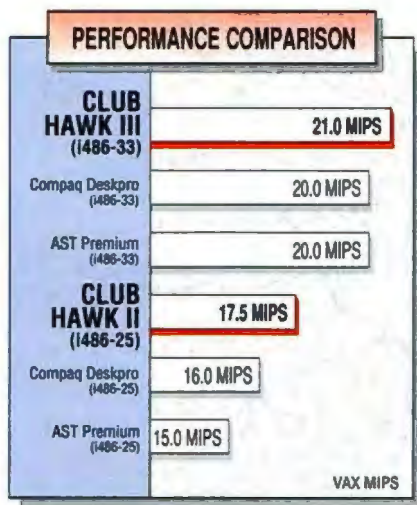 PERFORMANCE COMPARISON
CLUB
HAWK III
(i486-33)
21.0 MIPS
Compaq Deskpro
(i486-33)
20.0 MIPS
AST Premium
(i486-33)
20.0 MIPS
CLUB
HAWK II
(i486-25)
17.5 MIPS
Compaq Deskpro
(i486-25)
16.0 MIPS
AST Premium
(i486-25)
15.0 MIPS
VAX MIPS